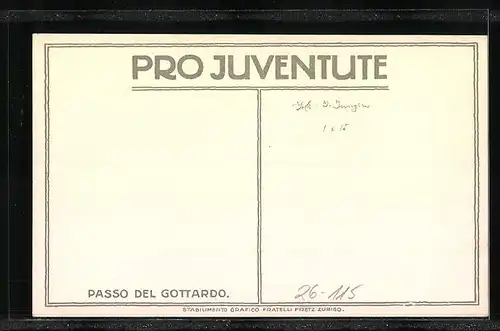 PRO JUVENTUTE
1 x 15
PASSO DEL GOTTARDO.
26-115
STABILIMENTO GRAFICO FRATELLI FRETZ ZURIGO.